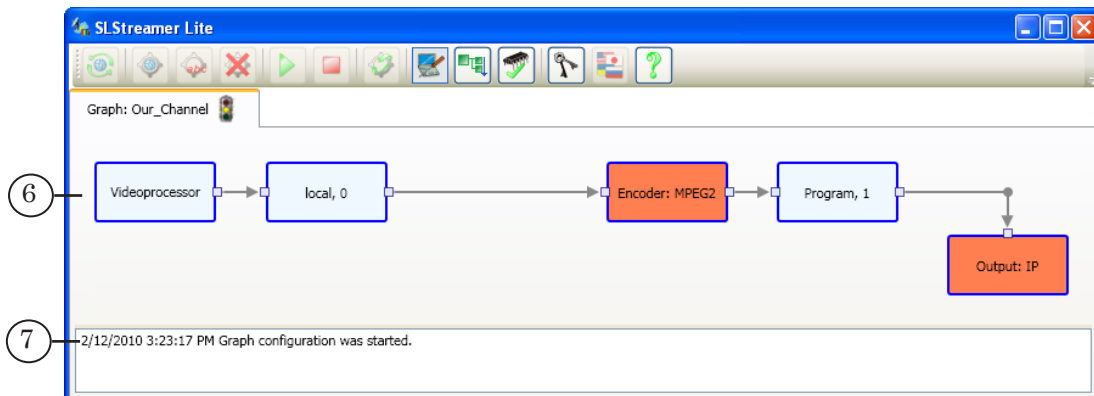 SLStreamer Lite
Graph: Our_Channel
6
Videoprocessor
local, 0
Encoder: MPEG2
Program, 1
Output: IP
7
2/12/2010 3:23:17 PM Graph configuration was started.